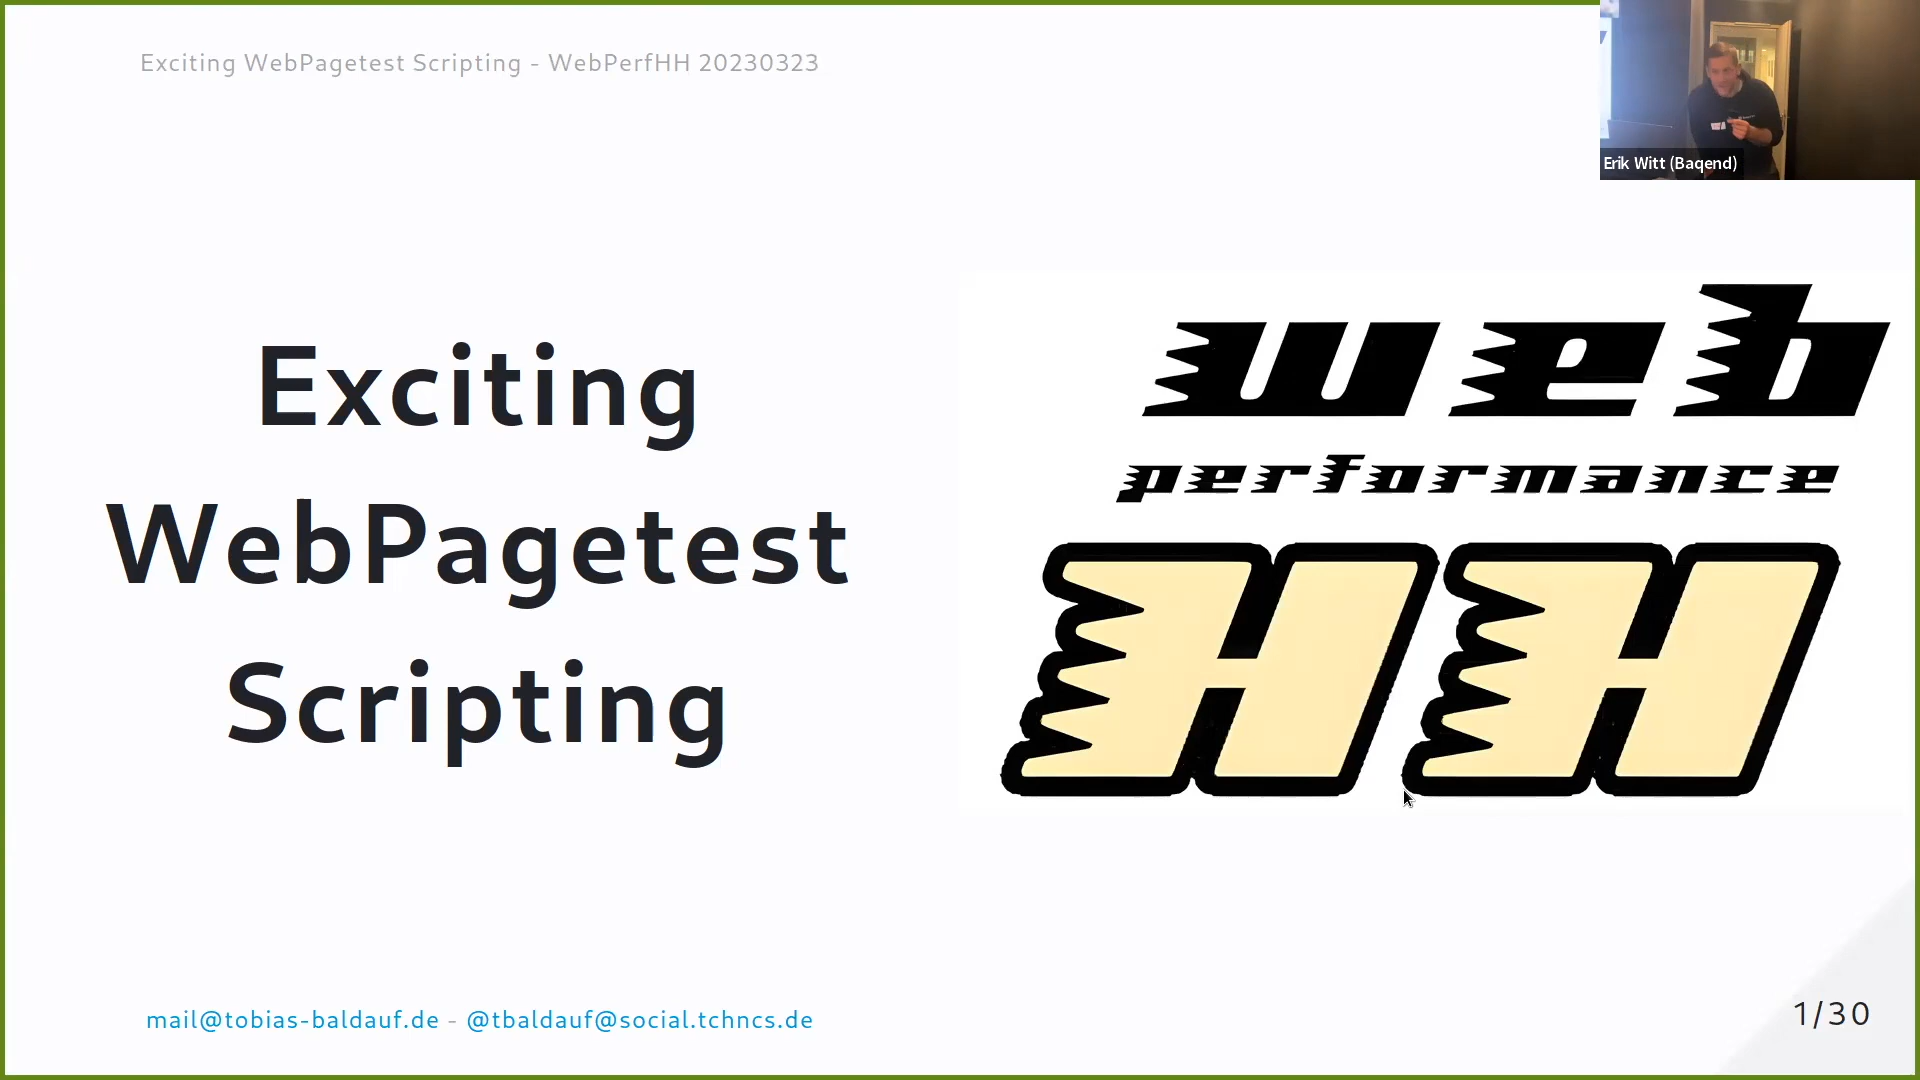 Exciting WebPagetest Scripting - WebPerfHH 20230323
Erik Witt (Baqend)
Exciting
WebPagetest
Scripting
web
performance
HH
mail@tobias-baldauf.de - @tbaldauf@social.tchncs.de
1/30